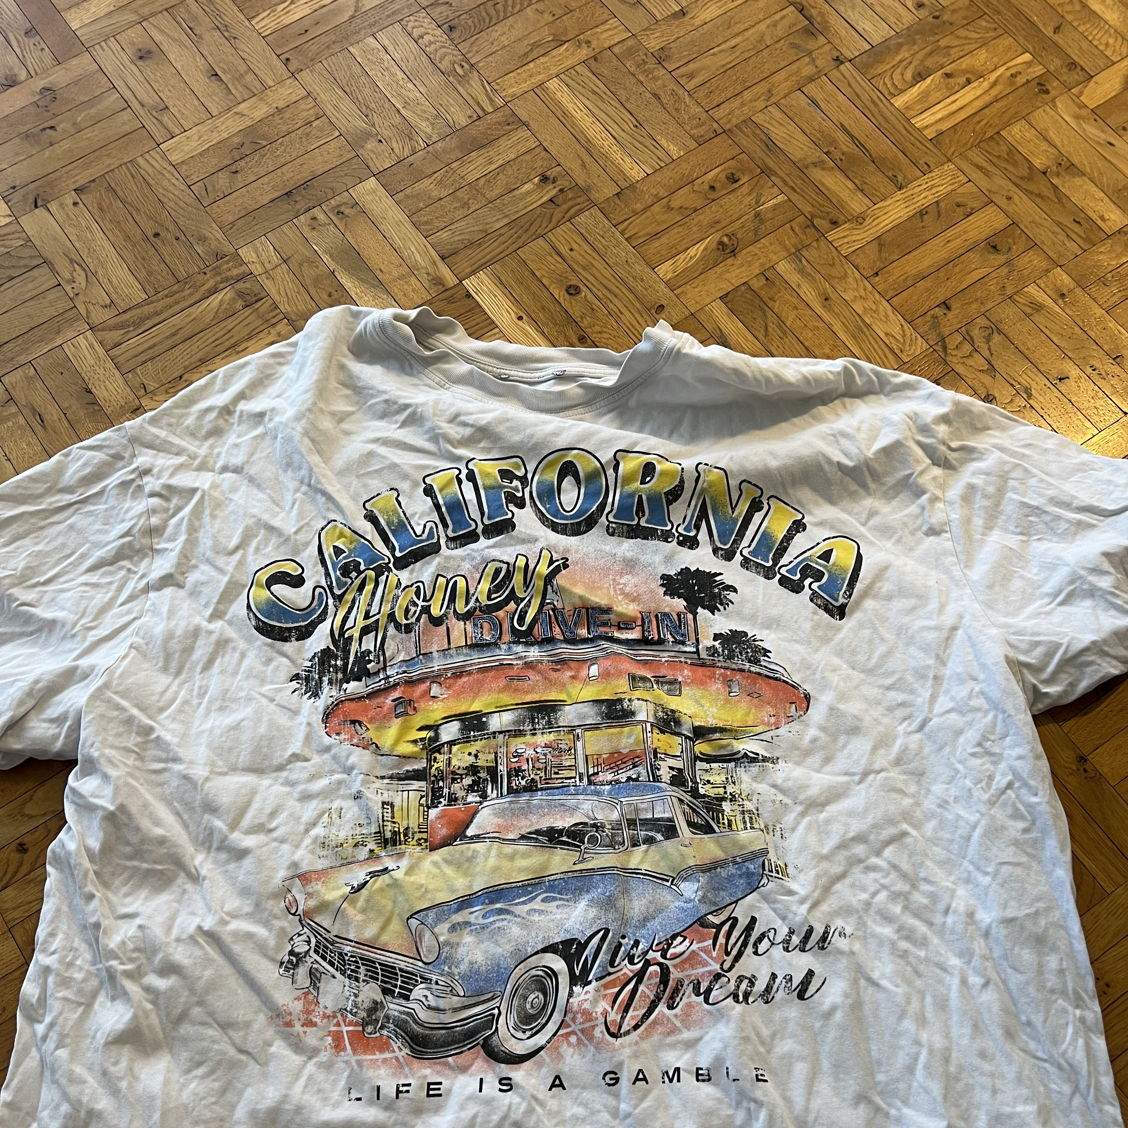 CALIFORNIA
Honey
DRIVE-IN
Live Your
Dream
LIFE IS A GAMBLE